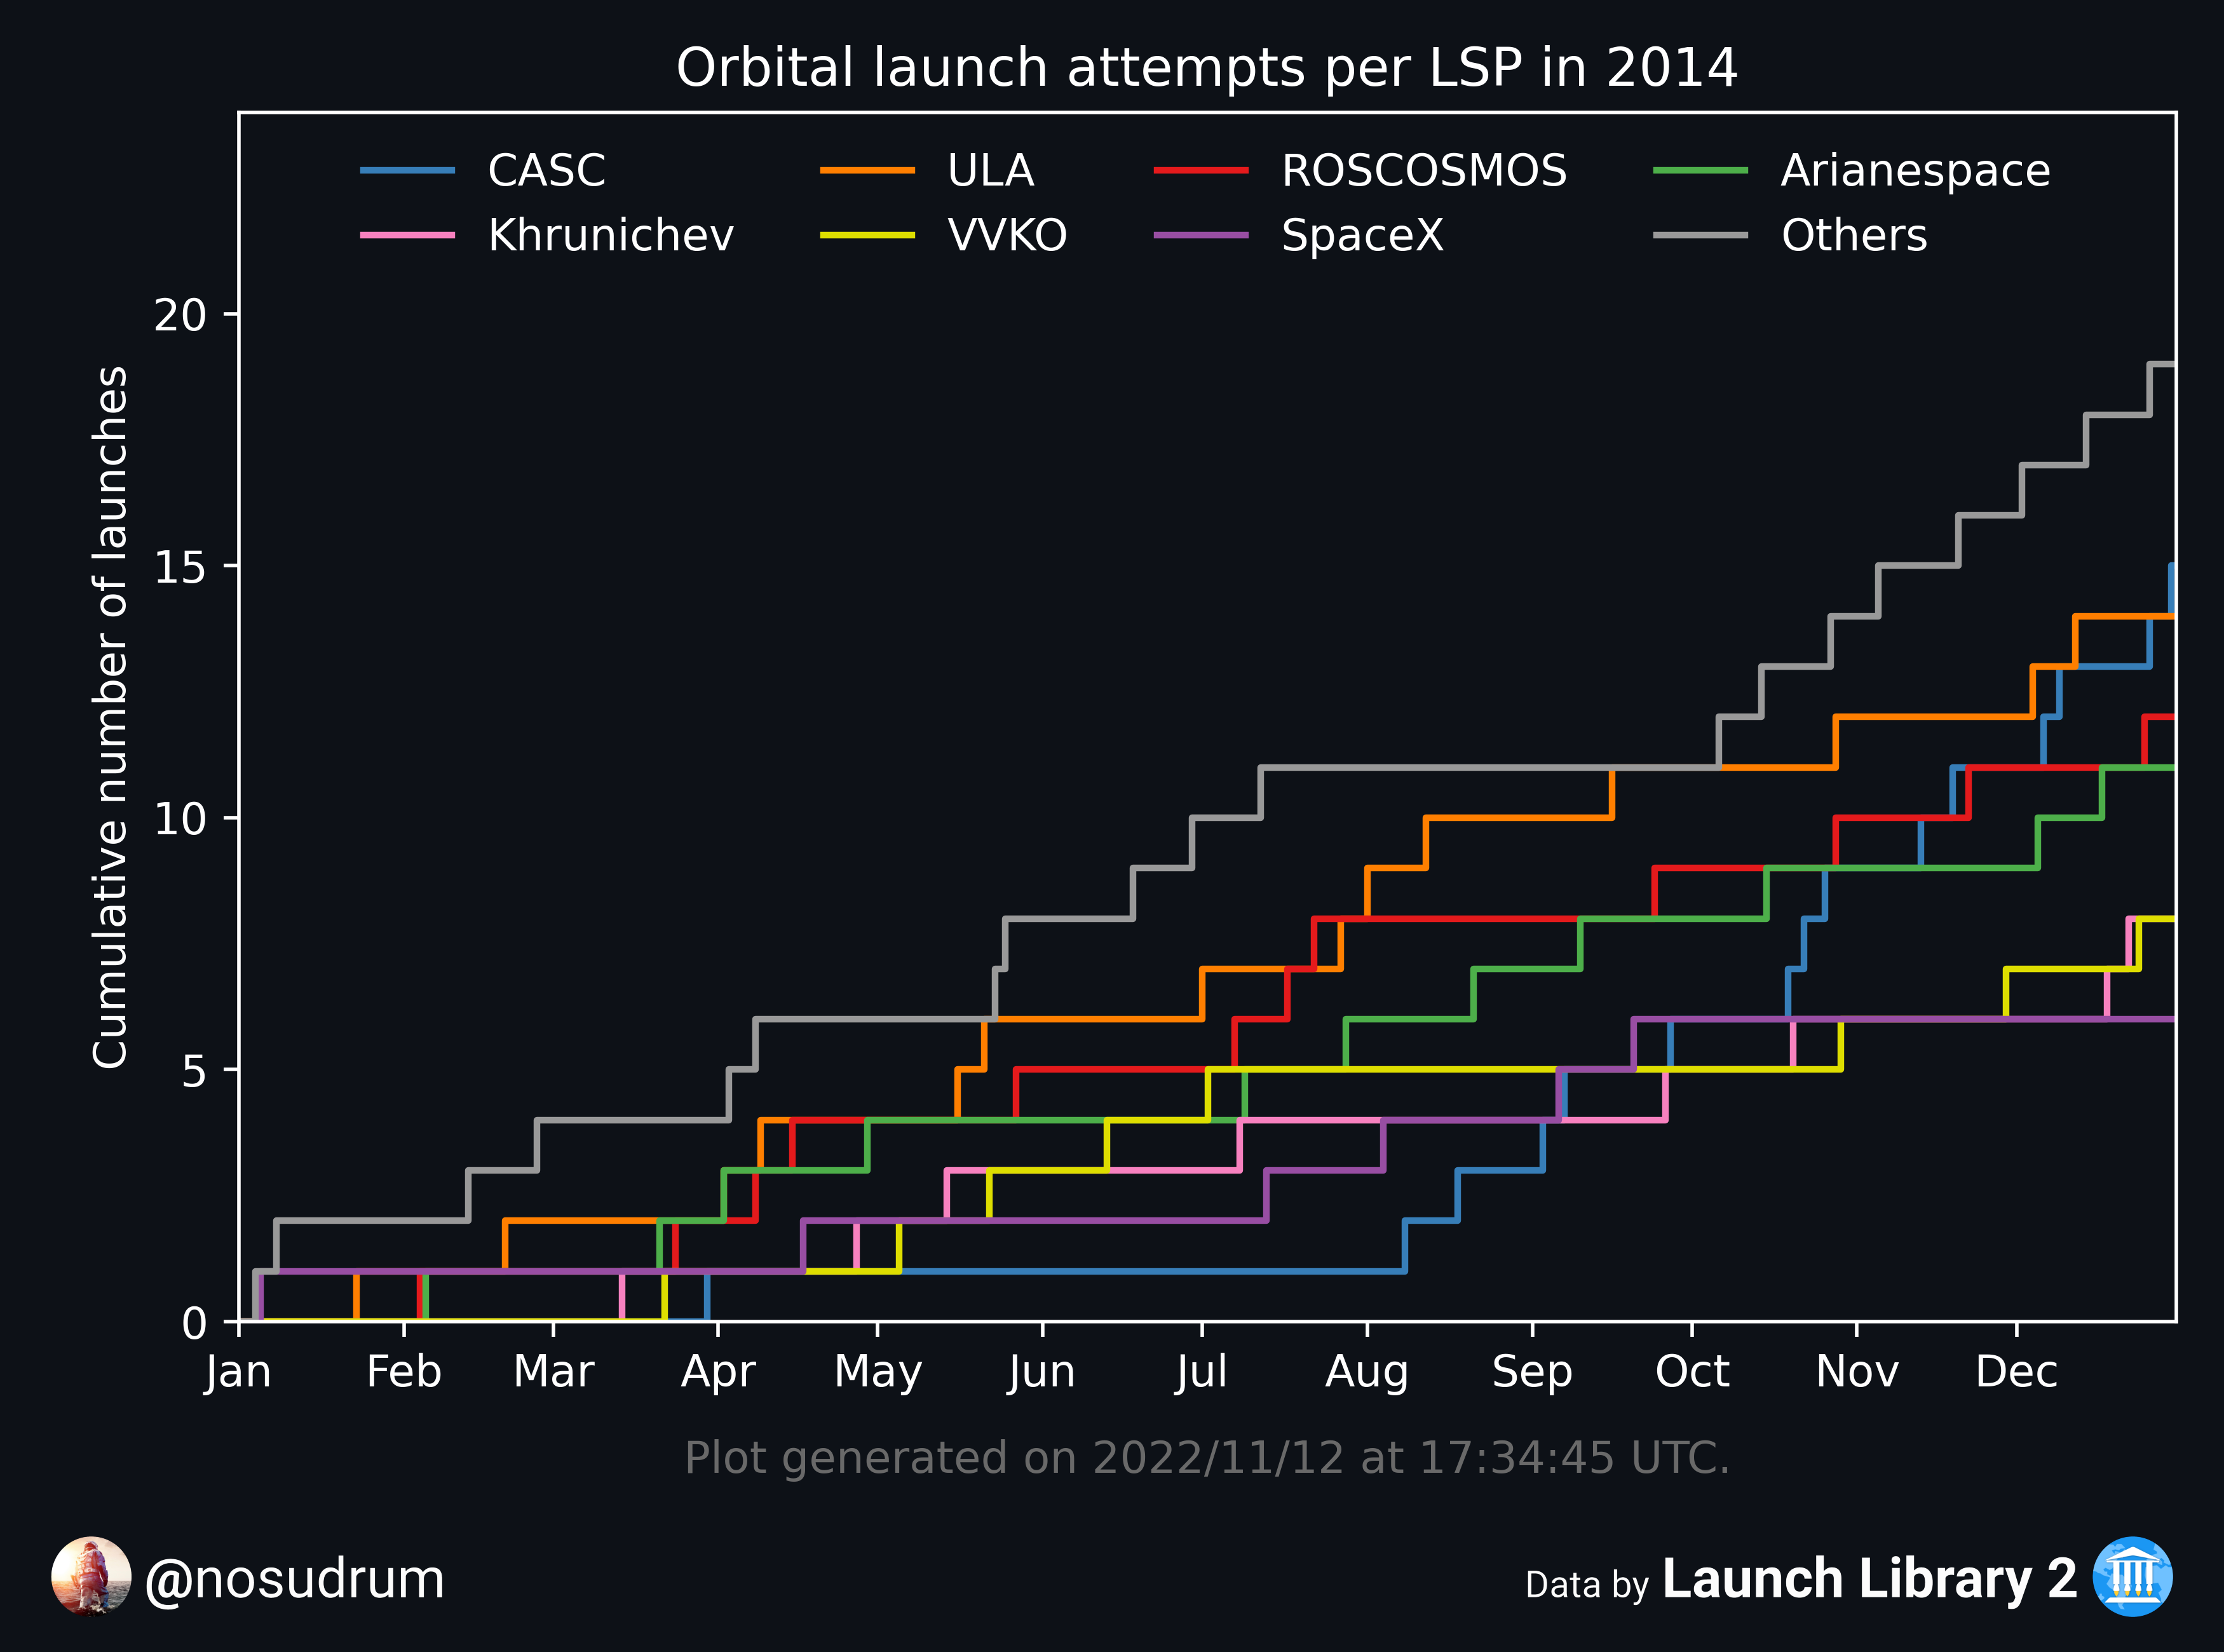 Orbital launch attempts per LSP in 2014
CASC ULA ROSCOSMOS Arianespace
Khrunichev VVKO SpaceX Others
Cumulative number of launches
20
15
10
5
0
Jan Feb Mar Apr May Jun Jul Aug Sep Oct Nov Dec
Plot generated on 2022/11/12 at 17:34:45 UTC.
@nosudrum
Data by Launch Library 2